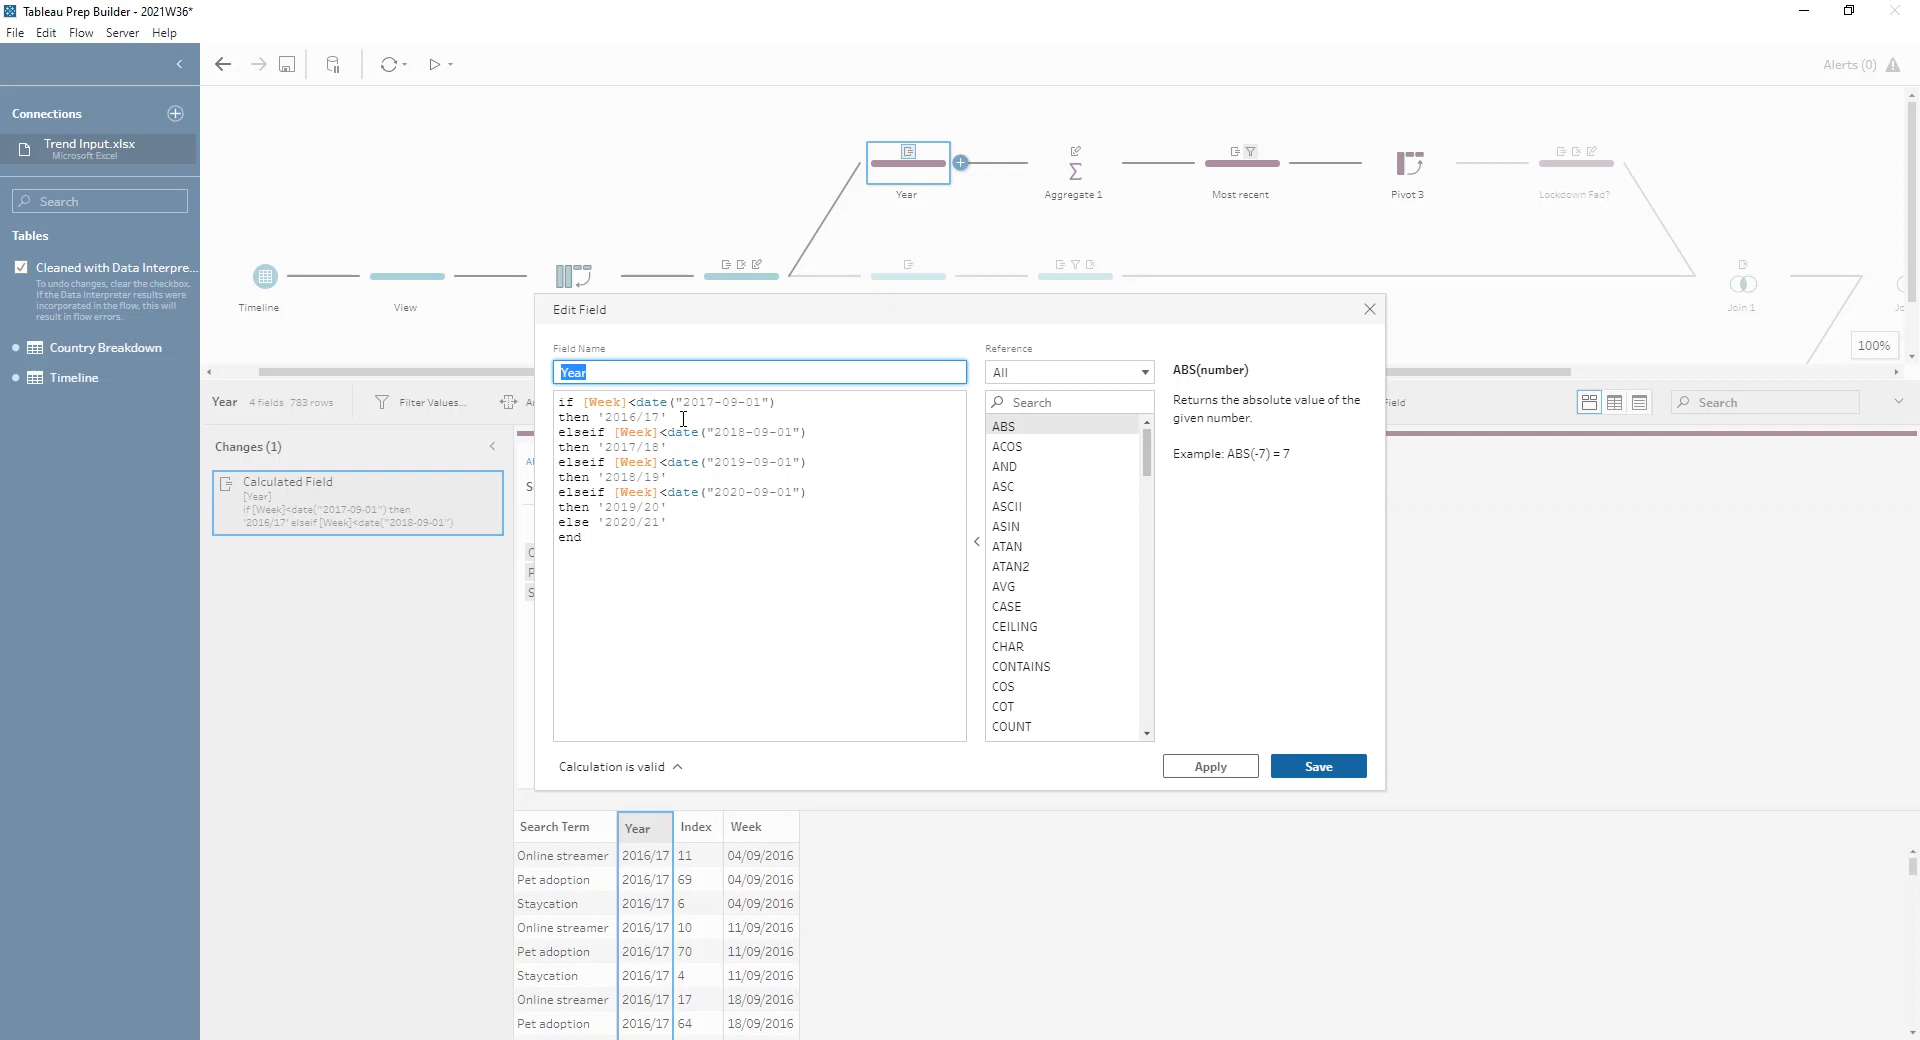 Tableau Prep Builder - 2021W36*
File Edit Flow Server Help
Alerts (0)
Connections
Trend Input.xlsx
Microsoft Excel
Search
Tables
Cleaned with Data Interpre...
To undo changes, clear the checkbox.
If the Data Interpreter results were
incorporated in the flow, this will
result in flow errors.
Country Breakdown
Timeline
Year
Aggregate 1
Most recent
Pivot 3
Lockdown Fad?
Timeline
View
Join 1
100%
Year 4 fields 783 rows Filter Values...
Search
Changes (1)
Calculated Field
[Year]
if [Week]<date("2017-09-01") then
'2016/17' elseif [Week]<date("2018-09-01")
Edit Field
Field Name
Year
if [Week]<date("2017-09-01")
then '2016/17'
elseif [Week]<date("2018-09-01")
then '2017/18'
elseif [Week]<date("2019-09-01")
then '2018/19'
elseif [Week]<date("2020-09-01")
then '2019/20'
else '2020/21'
end
Calculation is valid
Reference
All
Search
ABS
ACOS
AND
ASC
ASCII
ASIN
ATAN
ATAN2
AVG
CASE
CEILING
CHAR
CONTAINS
COS
COT
COUNT
ABS(number)
Returns the absolute value of the
given number.
Example: ABS(-7) = 7
Apply Save
Search Term Year Index Week
Online streamer 2016/17 11 04/09/2016
Pet adoption 2016/17 69 04/09/2016
Staycation 2016/17 6 04/09/2016
Online streamer 2016/17 10 11/09/2016
Pet adoption 2016/17 70 11/09/2016
Staycation 2016/17 4 11/09/2016
Online streamer 2016/17 17 18/09/2016
Pet adoption 2016/17 64 18/09/2016